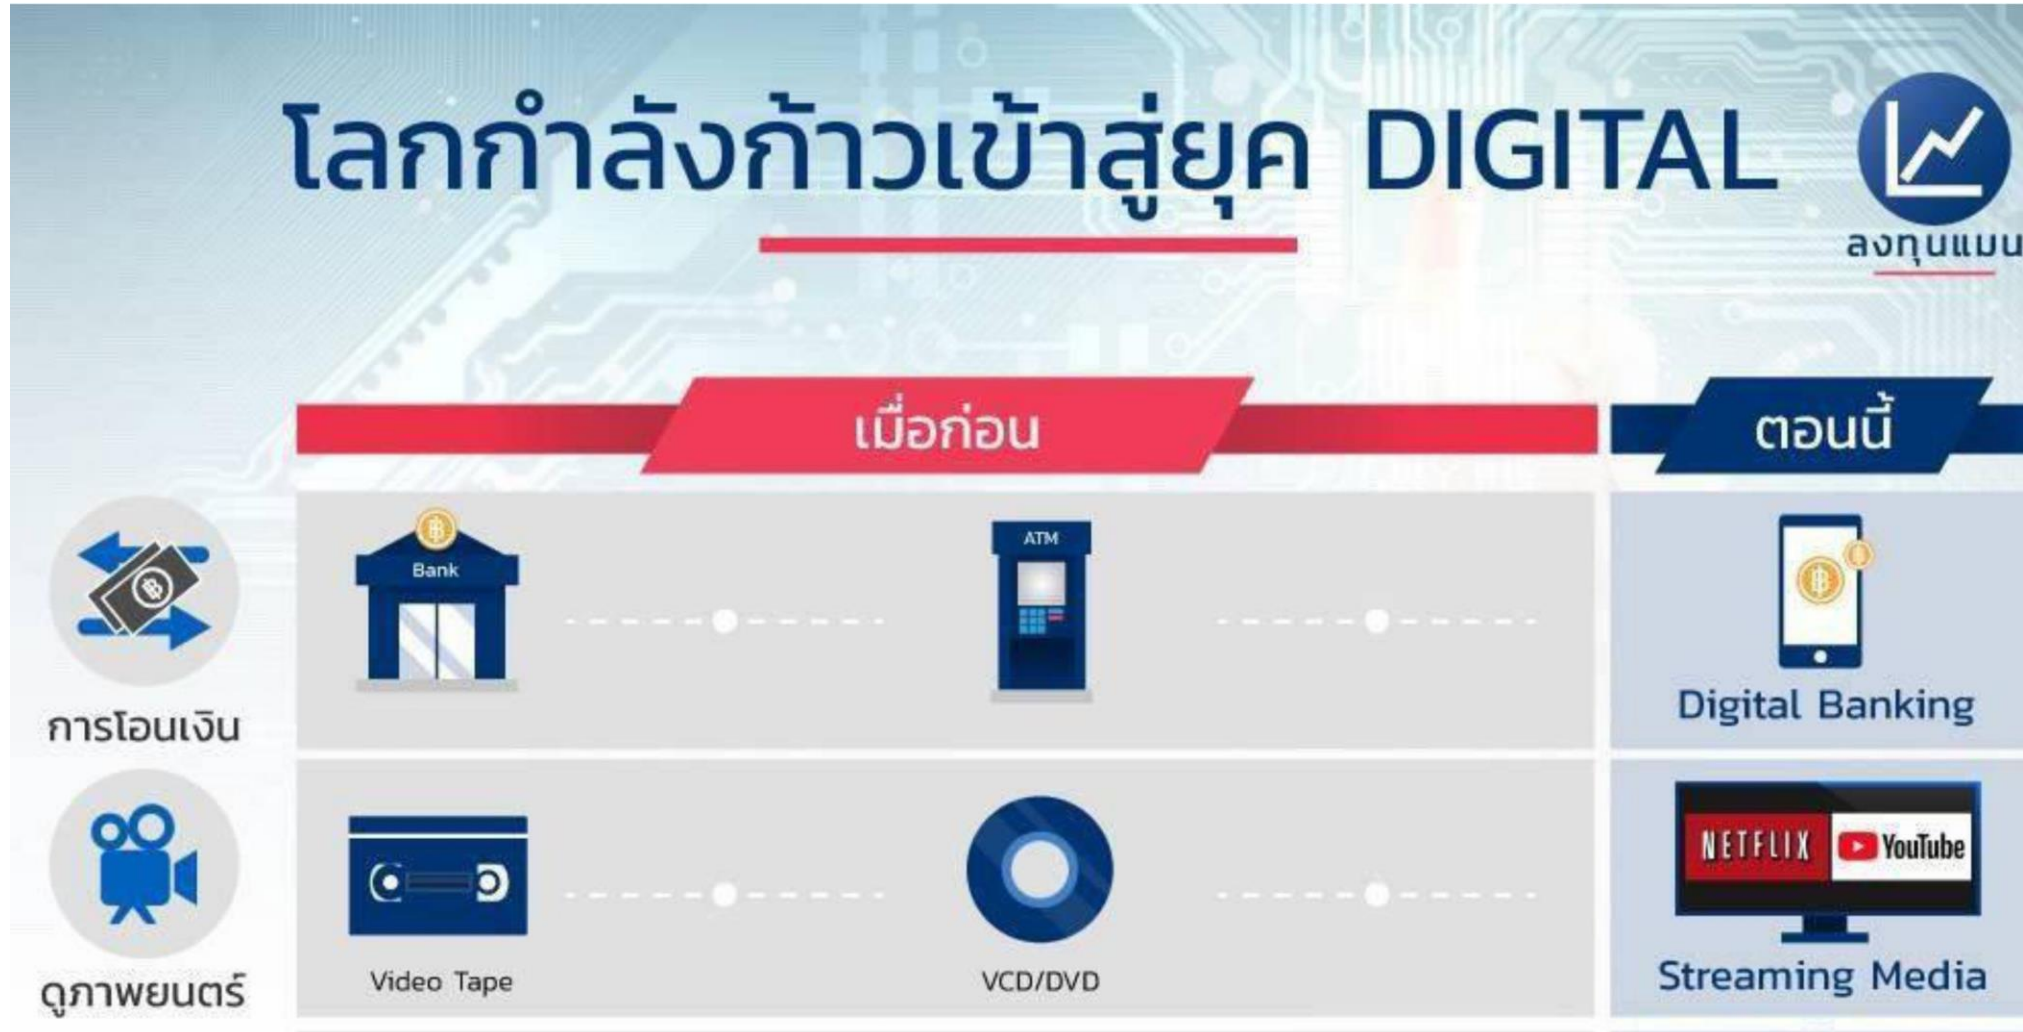 โลกกำลังก้าวเข้าสู่ยุค DIGITAL
ลงทุนแมน
เมื่อก่อน
ตอนนี้
Bank
ATM
การโอนเงิน
Digital Banking
NETFLIX
YouTube
ดูภาพยนตร์
Video Tape
VCD/DVD
Streaming Media